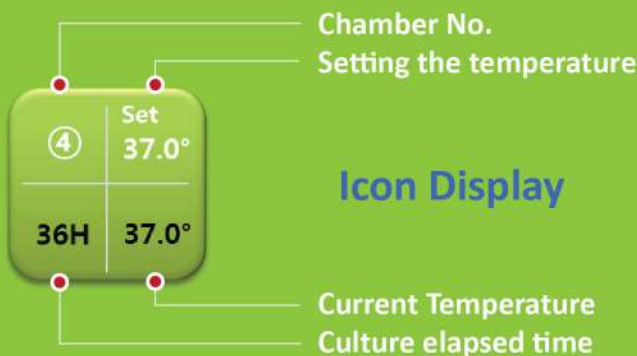 Chamber No.
Setting the temperature
④
Set
37.0°
Icon Display
36H
37.0°
Current Temperature
Culture elapsed time